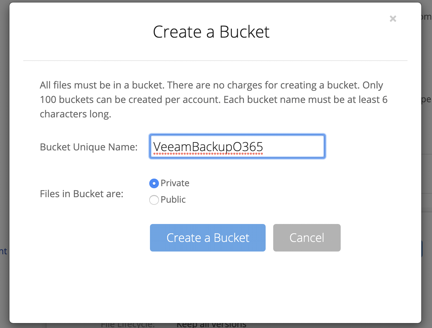 ×
Create a Bucket
All files must be in a bucket. There are no charges for creating a bucket. Only
100 buckets can be created per account. Each bucket name must be at least 6
characters long.
Bucket Unique Name: VeeamBackupO365
Files in Bucket are: Private
Public
Create a Bucket Cancel
File Lifecycle: Keep all versions